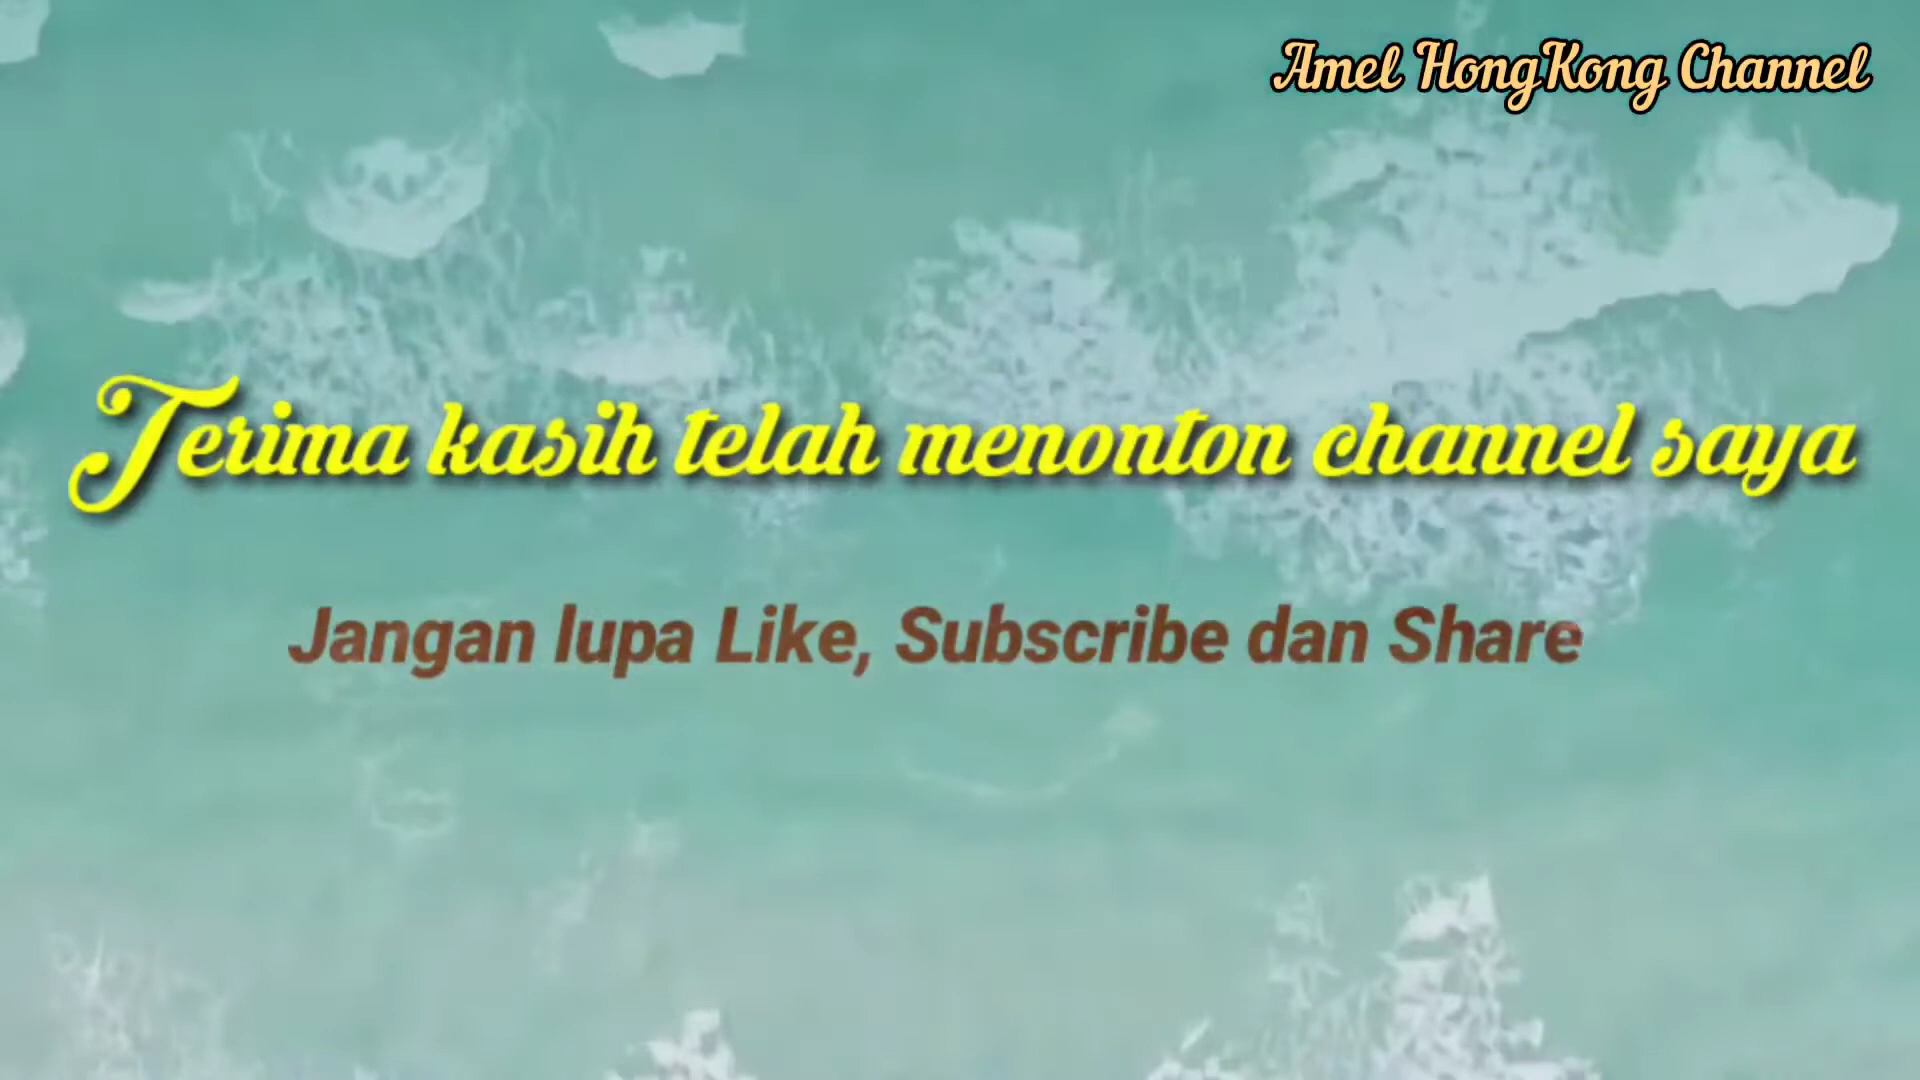 Amel HongKong Channel
Terima kasih telah menonton channel saya
Jangan lupa Like, Subscribe dan Share